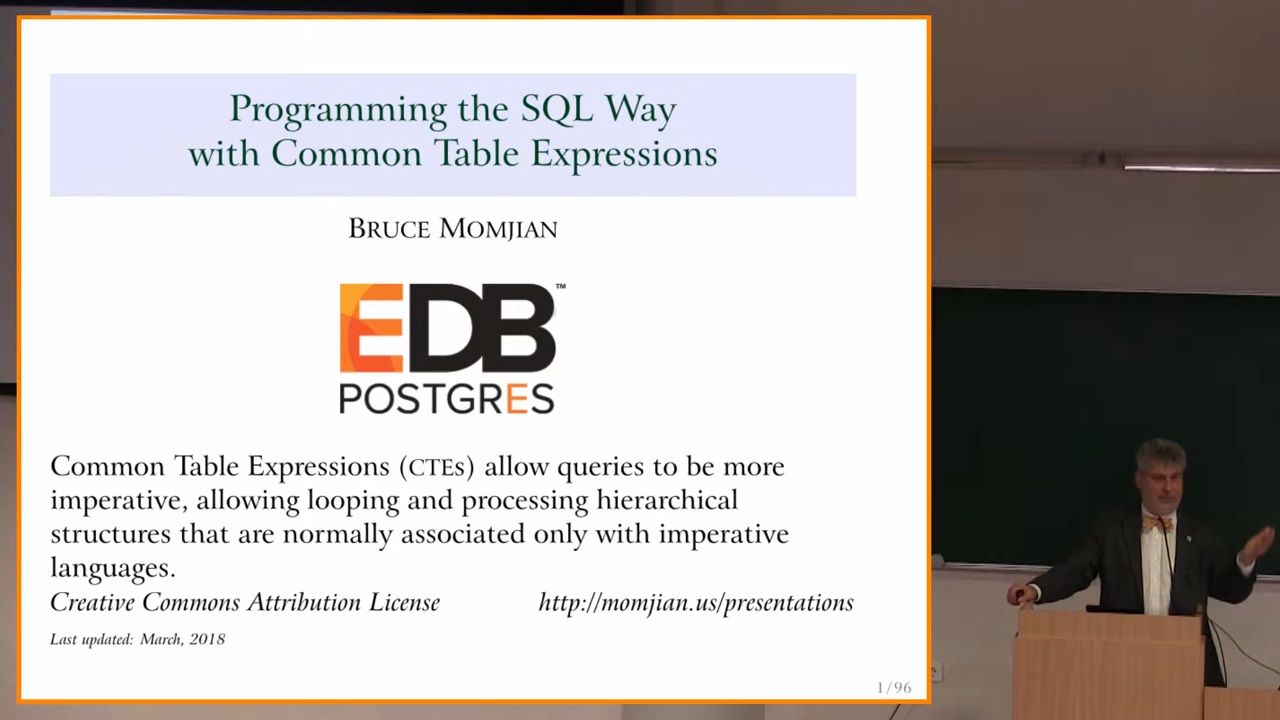 Programming the SQL Way
with Common Table Expressions
BRUCE MOMJIAN
EDB™
POSTGRES
Common Table Expressions (CTEs) allow queries to be more
imperative, allowing looping and processing hierarchical
structures that are normally associated only with imperative
languages.
Creative Commons Attribution License http://momjian.us/presentations
Last updated: March, 2018
1/96